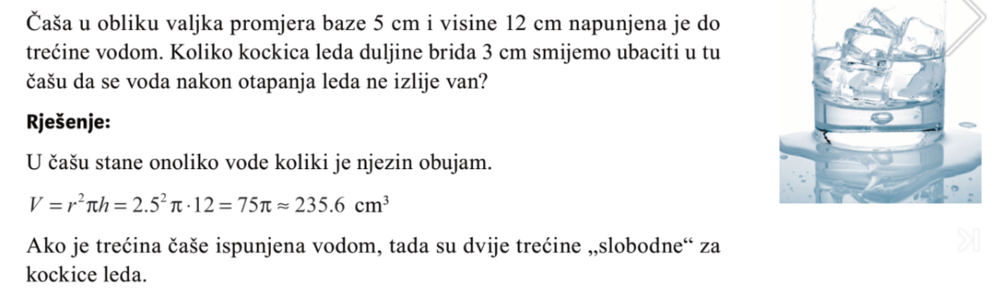 Čaša u obliku valjka promjera baze 5 cm i visine 12 cm napunjena je do
trećine vodom. Koliko kockica leda duljine brida 3 cm smijemo ubaciti u tu
čašu da se voda nakon otapanja leda ne izlije van?
Rješenje:
U čašu stane onoliko vode koliki je njezin obujam.
V = r²πh = 2.5² π · 12 = 75π ≈ 235.6 cm³
Ako je trećina čaše ispunjena vodom, tada su dvije trećine „slobodne“ za
kockice leda.